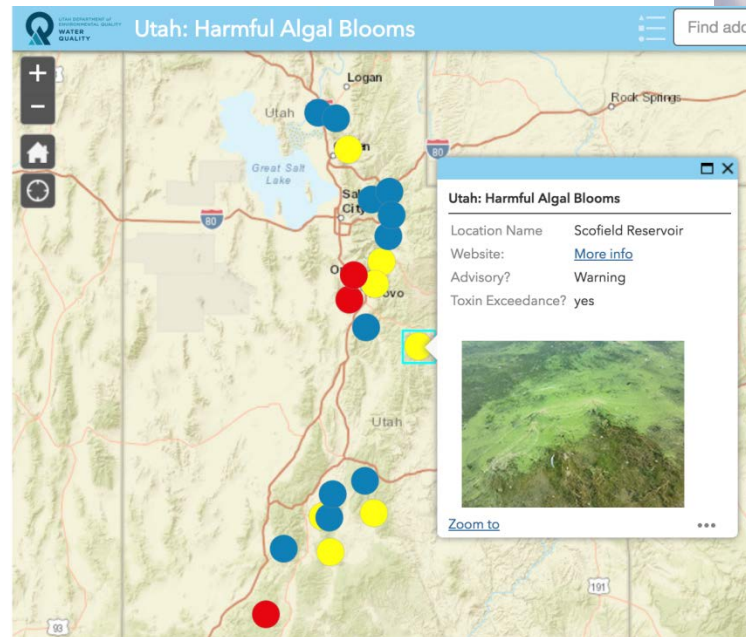 UTAH DEPARTMENT of
ENVIRONMENTAL QUALITY
WATER
QUALITY
Utah: Harmful Algal Blooms
Find add
Logan
Rock Springs
Utah
Great Salt
Lake
80
80
City
Utah: Harmful Algal Blooms
Location Name Scofield Reservoir
Website: More info
Advisory? Warning
Toxin Exceedance? yes
Utah
Zoom to
191
93